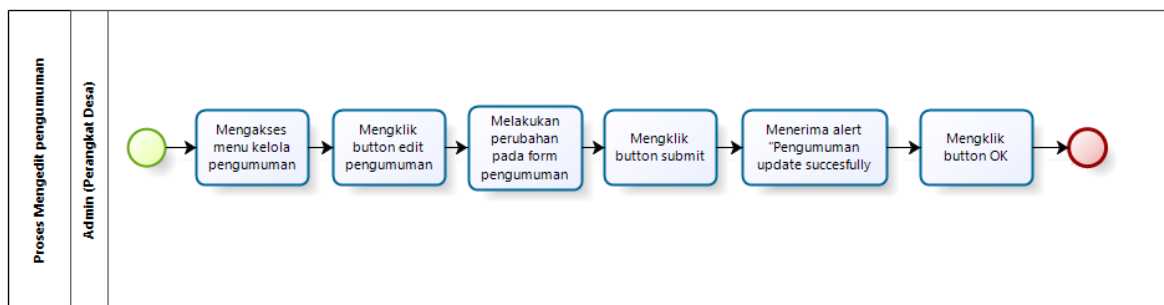 Proses Mengedit pengumuman
Admin (Perangkat Desa)
Mengakses
menu kelola
pengumuman
Mengklik
button edit
pengumuman
Melakukan
perubahan
pada form
pengumuman
Mengklik
button submit
Menerima alert
"Pengumuman
update succesfully
Mengklik
button OK